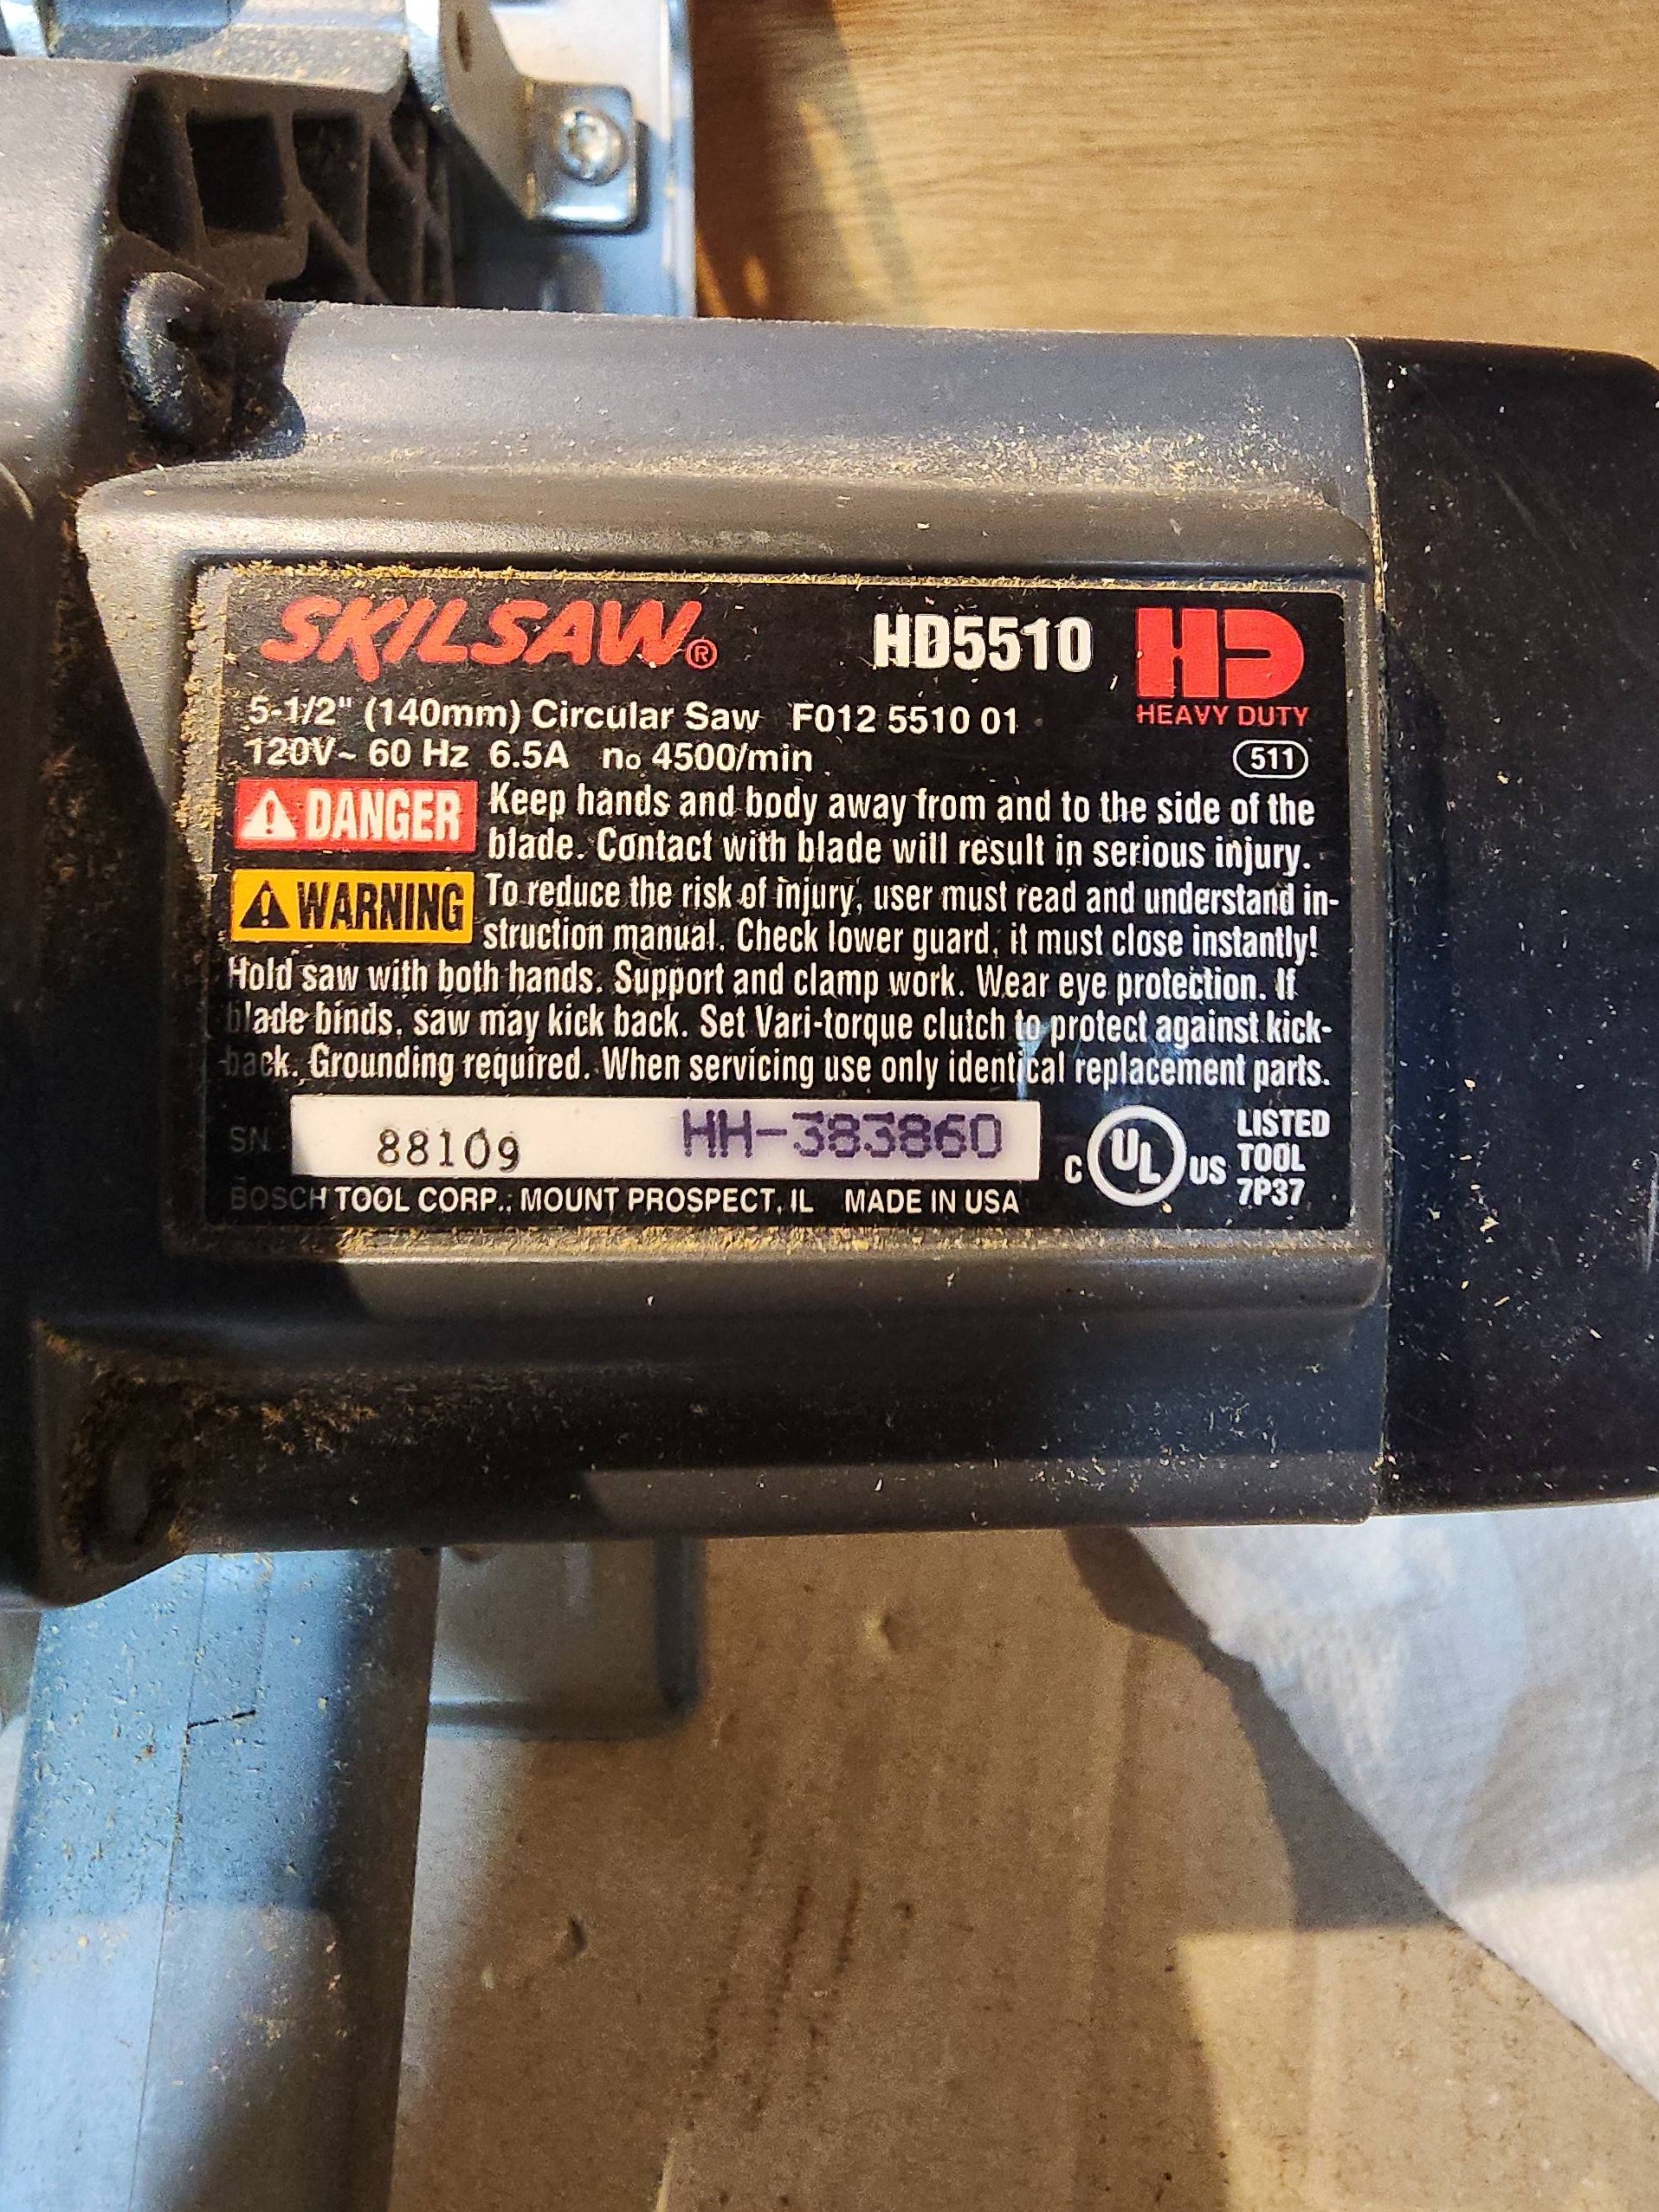 SKILSAW® HD5510 HD
HEAVY DUTY
5-1/2" (140mm) Circular Saw F012 5510 01
120V~ 60 Hz 6.5A no 4500/min
511
DANGER Keep hands and body away from and to the side of the
blade. Contact with blade will result in serious injury.
WARNING To reduce the risk of injury, user must read and understand in-
struction manual. Check lower guard, it must close instantly!
Hold saw with both hands. Support and clamp work. Wear eye protection. If
blade binds, saw may kick back. Set Vari-torque clutch to protect against kick-
back. Grounding required. When servicing use only identical replacement parts.
SN 88109 HH-383860
C UL US LISTED
TOOL
7P37
BOSCH TOOL CORP.: MOUNT PROSPECT, IL MADE IN USA